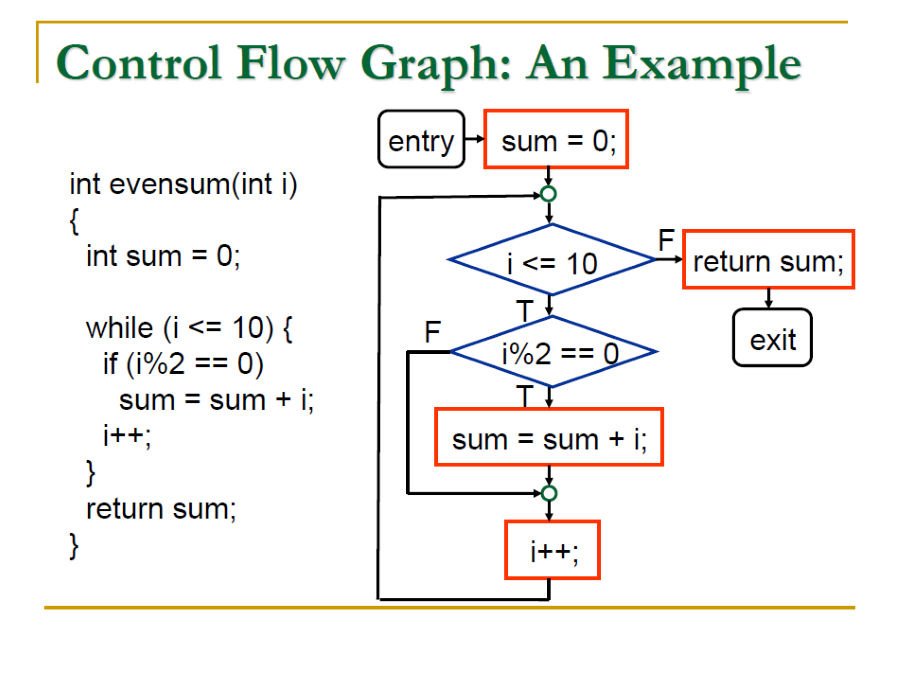 Control Flow Graph: An Example
int evensum(int i)
{
int sum = 0;
while (i <= 10) {
if (i%2 == 0)
sum = sum + i;
i++;
}
return sum;
}
entry
sum = 0;
i <= 10
F
return sum;
exit
T
i%2 == 0
F
T
sum = sum + i;
i++;